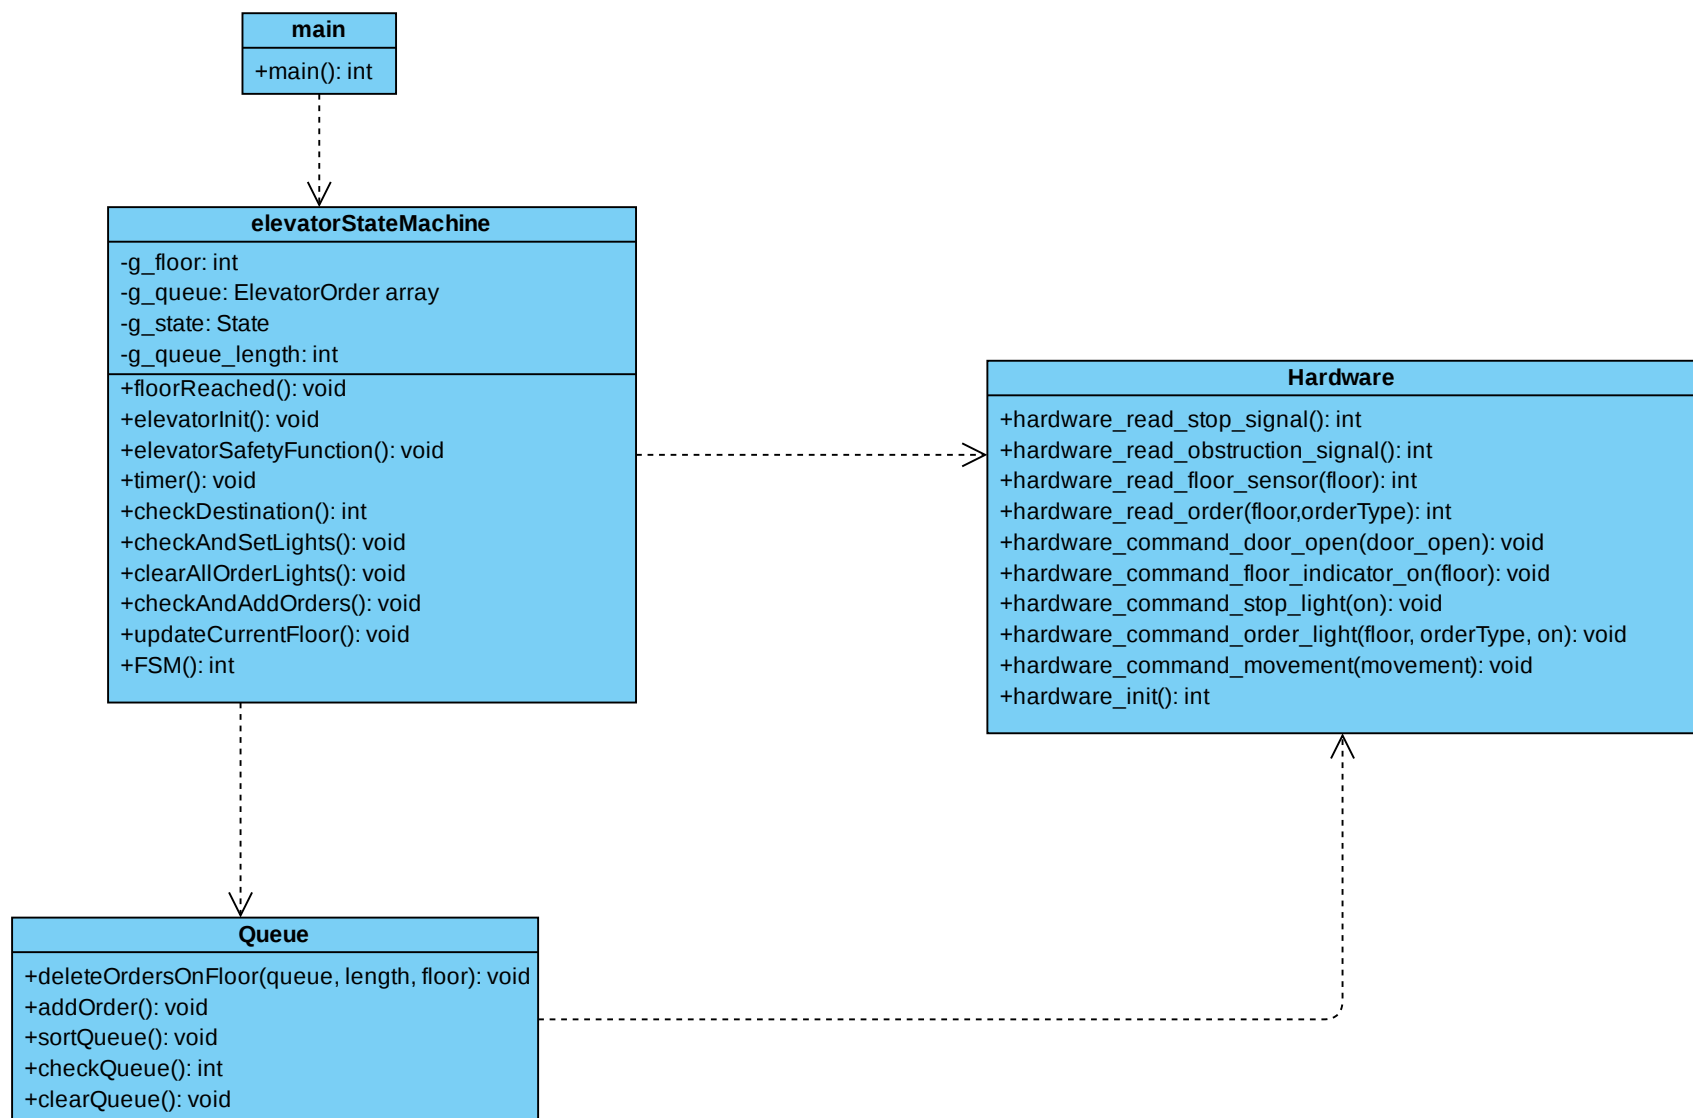 main
+main(): int
elevatorStateMachine
-g_floor: int
-g_queue: ElevatorOrder array
-g_state: State
-g_queue_length: int
+floorReached(): void
+elevatorInit(): void
+elevatorSafetyFunction(): void
+timer(): void
+checkDestination(): int
+checkAndSetLights(): void
+clearAllOrderLights(): void
+checkAndAddOrders(): void
+updateCurrentFloor(): void
+FSM(): int
Hardware
+hardware_read_stop_signal(): int
+hardware_read_obstruction_signal(): int
+hardware_read_floor_sensor(floor): int
+hardware_read_order(floor,orderType): int
+hardware_command_door_open(door_open): void
+hardware_command_floor_indicator_on(floor): void
+hardware_command_stop_light(on): void
+hardware_command_order_light(floor, orderType, on): void
+hardware_command_movement(movement): void
+hardware_init(): int
Queue
+deleteOrdersOnFloor(queue, length, floor): void
+addOrder(): void
+sortQueue(): void
+checkQueue(): int
+clearQueue(): void